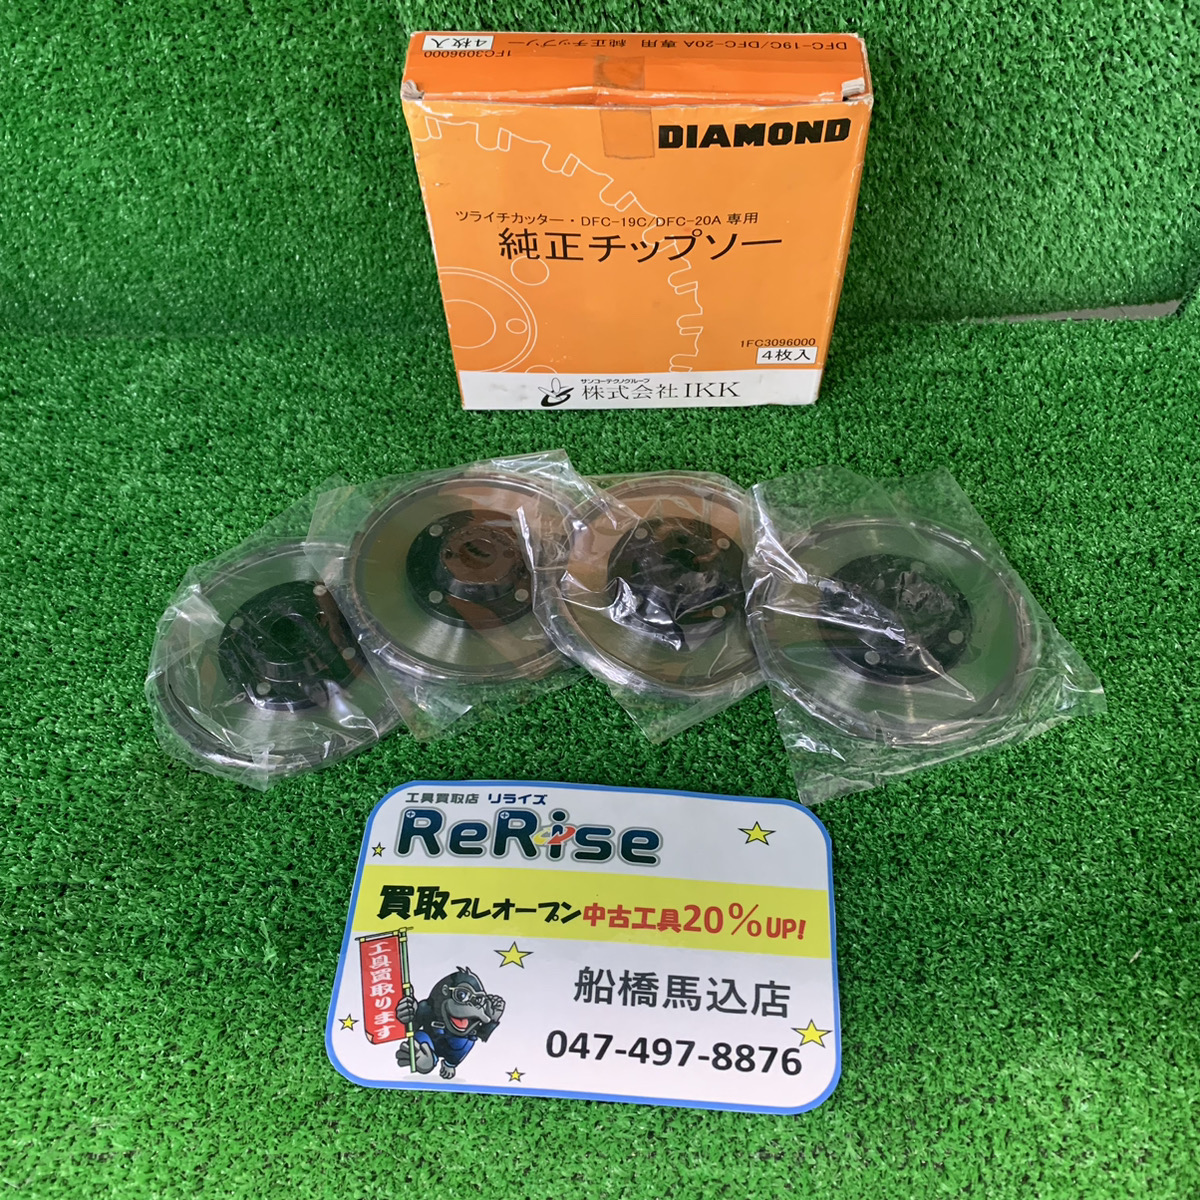 DFC-19C/DFC-20A 専用 純正チップソー
1FC3096000
4枚入
DIAMOND
ツライチカッター・DFC-19C/DFC-20A 専用
純正チップソー
1FC3096000
4枚入
サンコーテクノグループ
株式会社IKK
工具買取店 リライズ
ReRise
買取プレオープン中古工具20%UP!
工具買取ります
船橋馬込店
047-497-8876